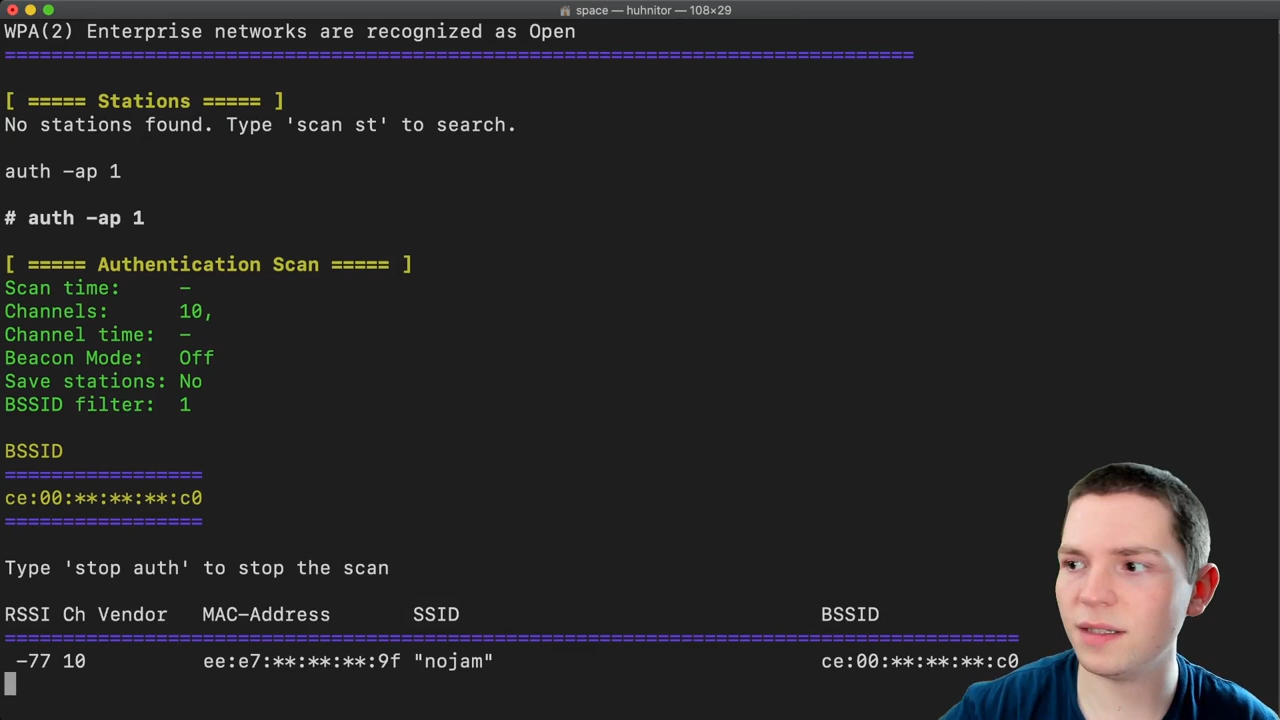 space — huhnitor — 108×29
WPA(2) Enterprise networks are recognized as Open
==============================================================================
[ ===== Stations ===== ]
No stations found. Type 'scan st' to search.
auth -ap 1
# auth -ap 1
[ ===== Authentication Scan ===== ]
Scan time: -
Channels: 10,
Channel time: -
Beacon Mode: Off
Save stations: No
BSSID filter: 1
BSSID
=================
ce:00:**:**:**:c0
=================
Type 'stop auth' to stop the scan
RSSI Ch Vendor MAC-Address SSID BSSID
=======================================================================================
-77 10 ee:e7:**:**:**:9f "nojam" ce:00:**:**:**:c0